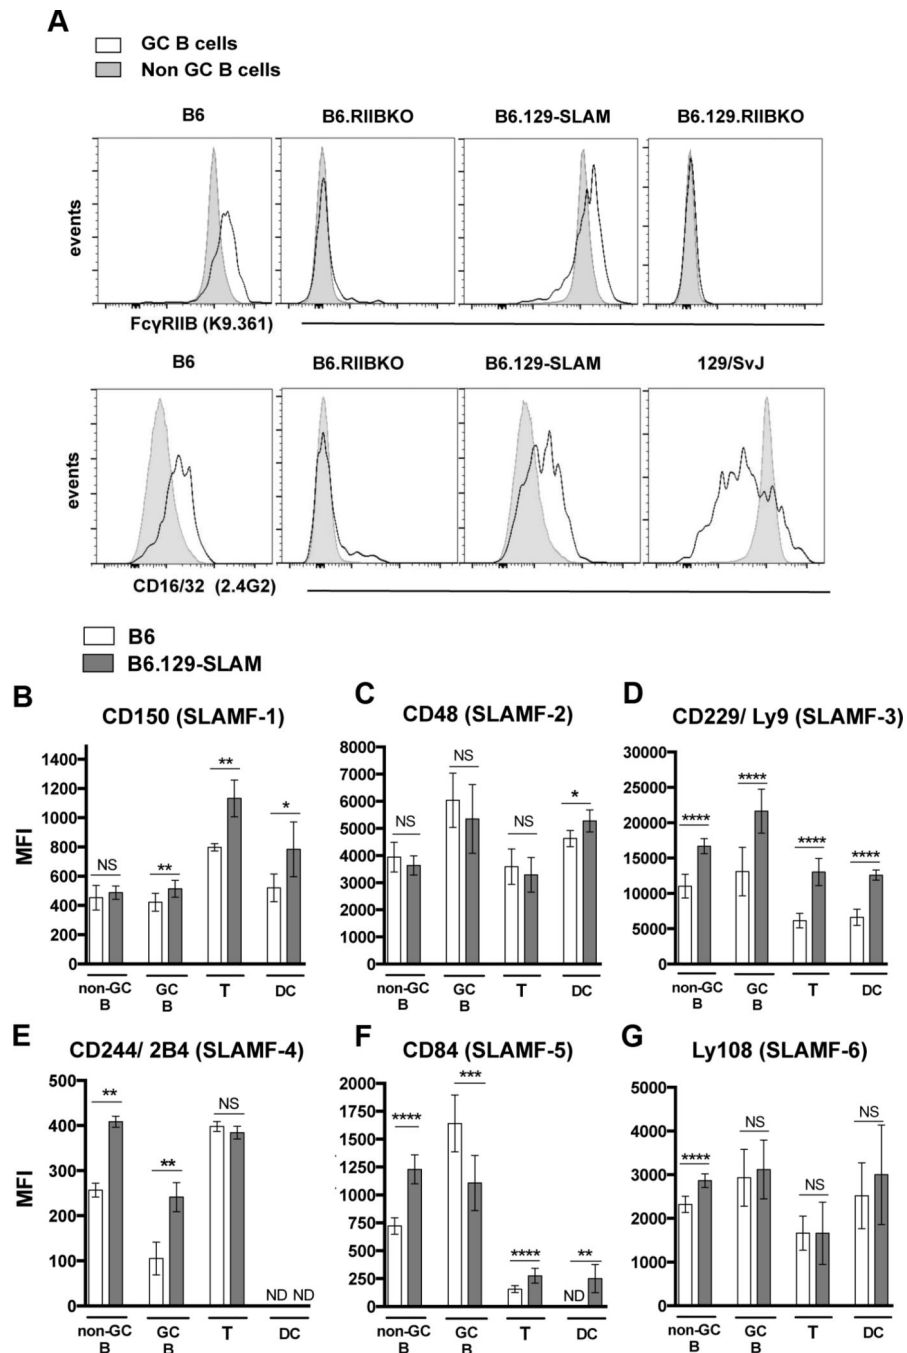 A
GC B cells
Non GC B cells
B6
B6.RIIBKO
B6.129-SLAM
B6.129.RIIBKO
events
FcγRIIB (K9.361)
B6
B6.RIIBKO
B6.129-SLAM
129/SvJ
events
CD16/32 (2.4G2)
B6
B6.129-SLAM
B
CD150 (SLAMF-1)
MFI
1400
1200
1000
800
600
400
200
0
NS
**
**
*
non-GC B
GC B
T
DC
C
CD48 (SLAMF-2)
8000
7000
6000
5000
4000
3000
2000
1000
0
NS
NS
NS
*
non-GC B
GC B
T
DC
D
CD229/ Ly9 (SLAMF-3)
30000
25000
20000
15000
10000
5000
0
****
****
****
****
non-GC B
GC B
T
DC
E
CD244/ 2B4 (SLAMF-4)
MFI
500
400
300
200
100
0
**
**
NS
ND ND
non-GC B
GC B
T
DC
F
CD84 (SLAMF-5)
2000
1750
1500
1250
1000
750
500
250
0
****
***
****
**
ND
non-GC B
GC B
T
DC
G
Ly108 (SLAMF-6)
5000
4000
3000
2000
1000
0
****
NS
NS
NS
non-GC B
GC B
T
DC